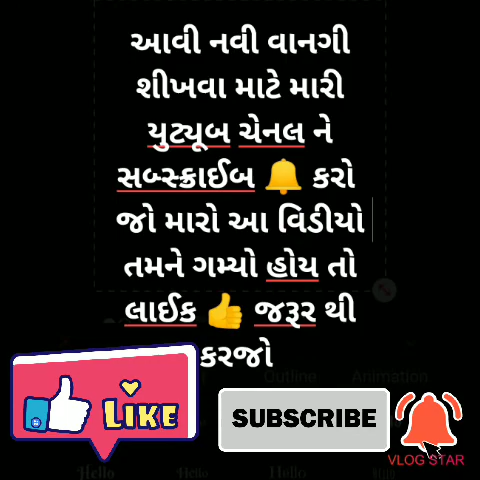 આવી નવી વાનગી
શીખવા માટે મારી
યુટ્યૂબ ચેનલ ને
સબ્સ્ક્રાઈબ 🔔 કરો
જો મારો આ વિડીયો
તમને ગમ્યો હોય તો
લાઈક 👍 જરૂર થી
કરજો
Outline Animation
LIKE
SUBSCRIBE
VLOG STAR
Hello Hello Hello